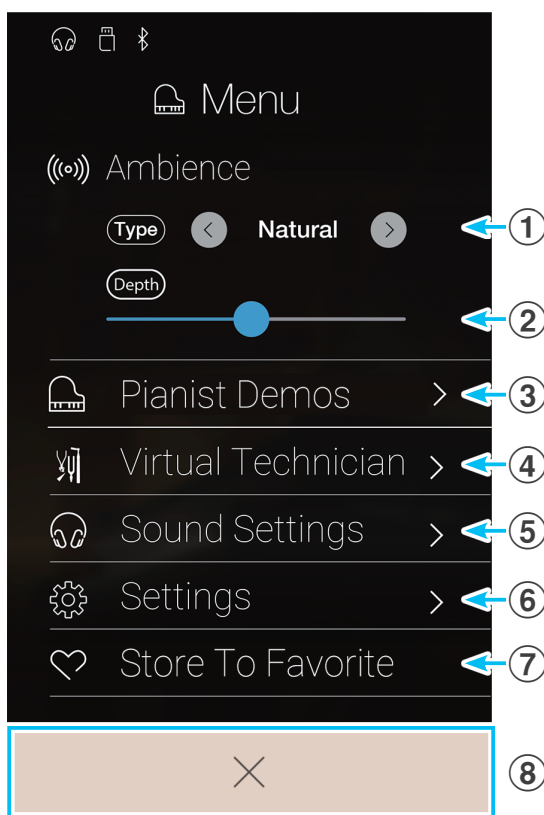 Menu
Ambience
Type Natural
1
Depth
2
Pianist Demos
3
Virtual Technician
4
Sound Settings
5
Settings
6
Store To Favorite
7
8